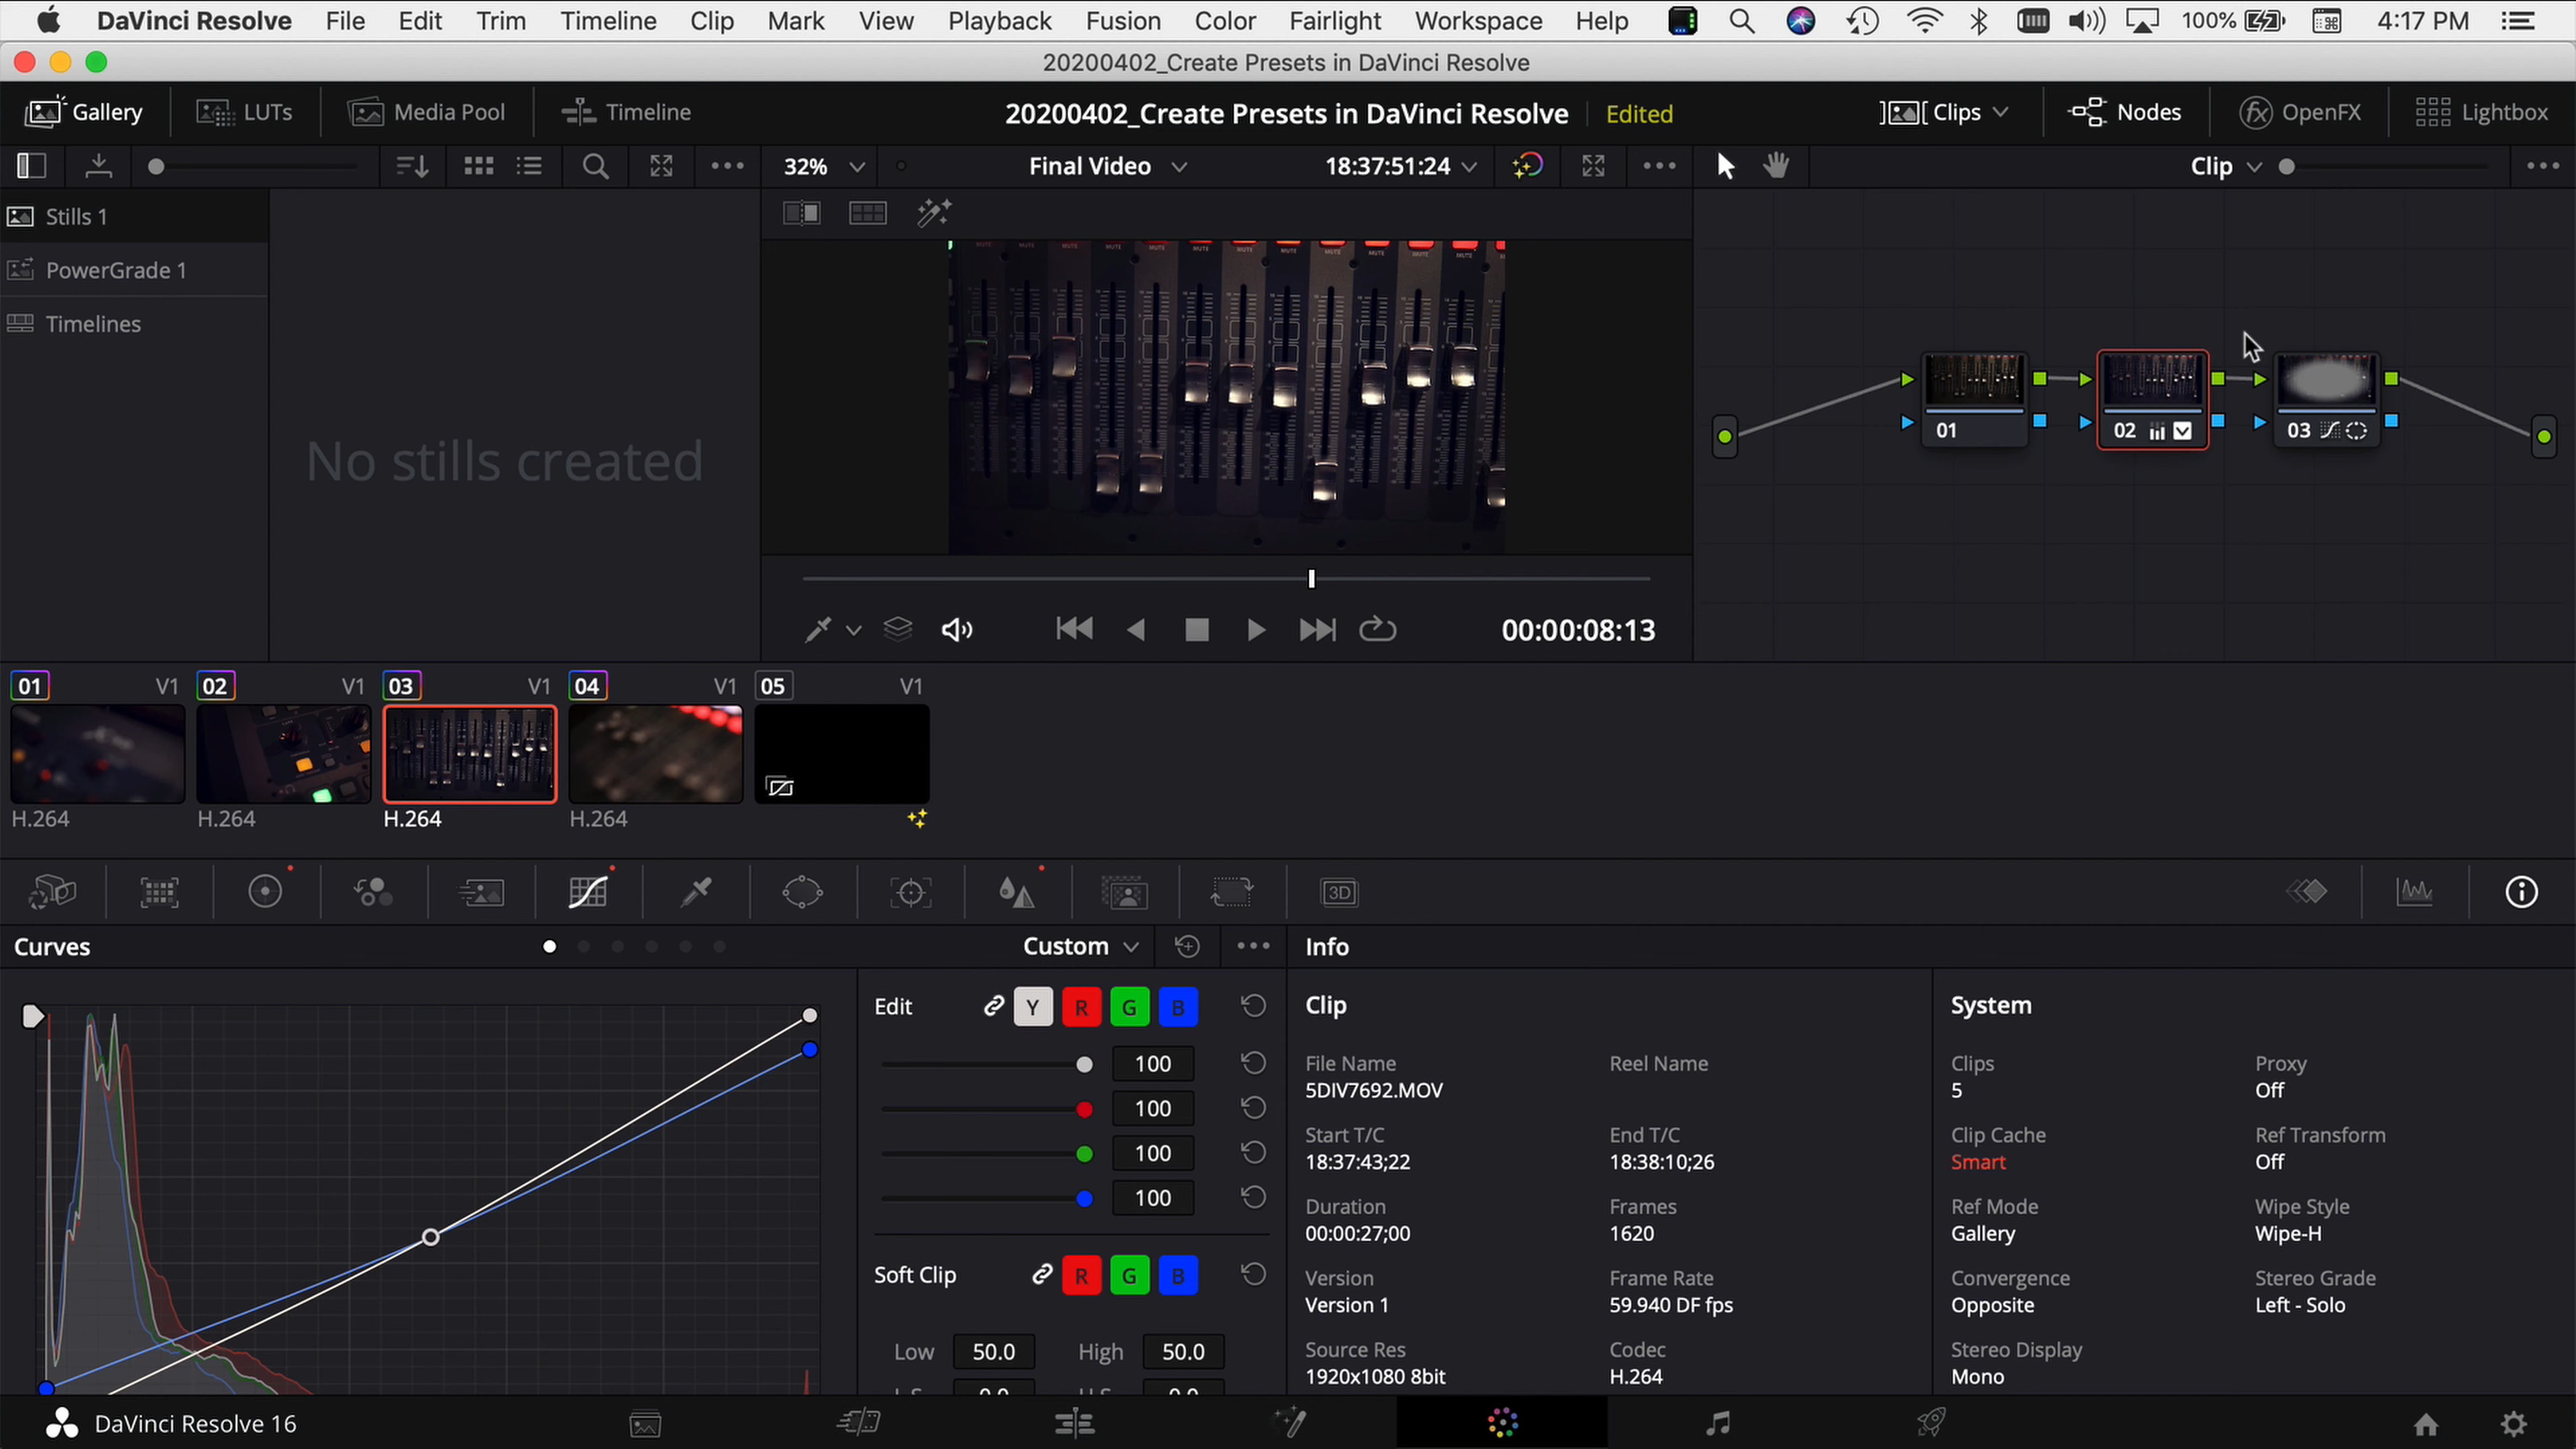 DaVinci Resolve File Edit Trim Timeline Clip Mark View Playback Fusion Color Fairlight Workspace Help 100% 4:17 PM
20200402_Create Presets in DaVinci Resolve
Gallery LUTs Media Pool Timeline 20200402_Create Presets in DaVinci Resolve Edited Clips Nodes OpenFX Lightbox
32% Final Video 18:37:51:24 Clip
Stills 1
PowerGrade 1
Timelines
No stills created
MUTE MUTE MUTE MUTE MUTE MUTE MUTE
01 02 03
00:00:08:13
01 V1 02 V1 03 V1 04 V1 05 V1
H.264 H.264 H.264 H.264
3D
Curves Custom Info
Edit Y R G B
100
100
100
100
Soft Clip R G B
Low 50.0 High 50.0
Clip
File Name Reel Name
5DIV7692.MOV
Start T/C End T/C
18:37:43;22 18:38:10;26
Duration Frames
00:00:27;00 1620
Version Frame Rate
Version 1 59.940 DF fps
Source Res Codec
1920x1080 8bit H.264
System
Clips Proxy
5 Off
Clip Cache Ref Transform
Smart Off
Ref Mode Wipe Style
Gallery Wipe-H
Convergence Stereo Grade
Opposite Left - Solo
Stereo Display
Mono
DaVinci Resolve 16